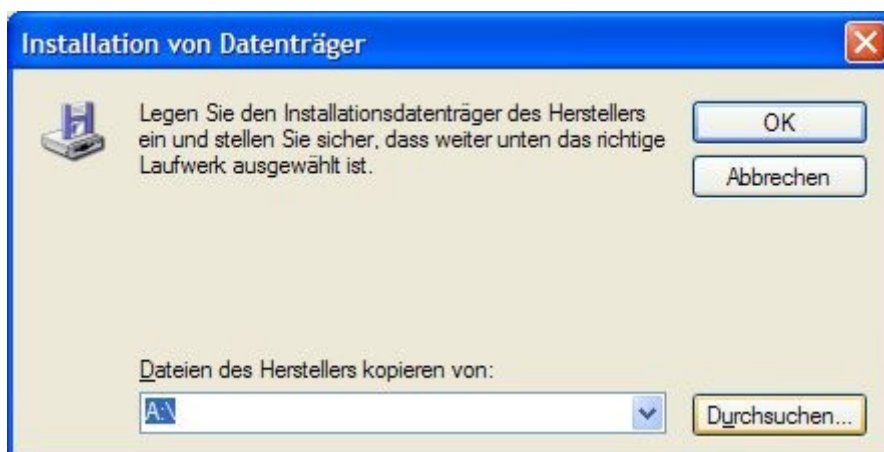 Installation von Datenträger
Legen Sie den Installationsdatenträger des Herstellers
ein und stellen Sie sicher, dass weiter unten das richtige
Laufwerk ausgewählt ist.
OK
Abbrechen
Dateien des Herstellers kopieren von:
A:\
Durchsuchen...